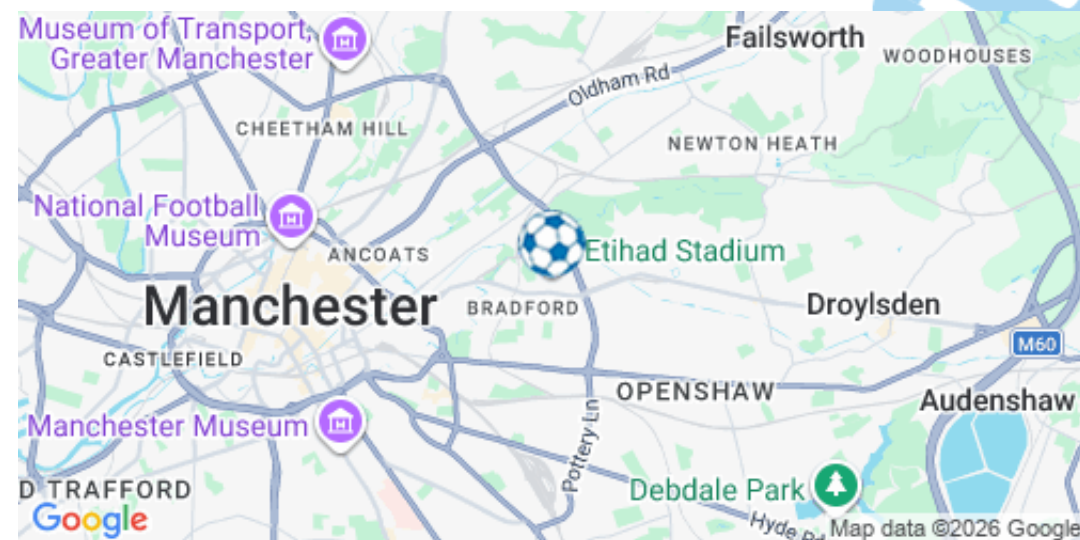 Museum of Transport,
Greater Manchester
Failsworth
WOODHOUSES
Oldham Rd
CHEETHAM HILL
NEWTON HEATH
National Football
Museum
ANCOATS
Etihad Stadium
Manchester
BRADFORD
Droylsden
CASTLEFIELD
M60
OPENSHAW
Audenshaw
Manchester Museum
Pottery Ln
D TRAFFORD
Debdale Park
Google
Hyde Rd
Map data ©2026 Google